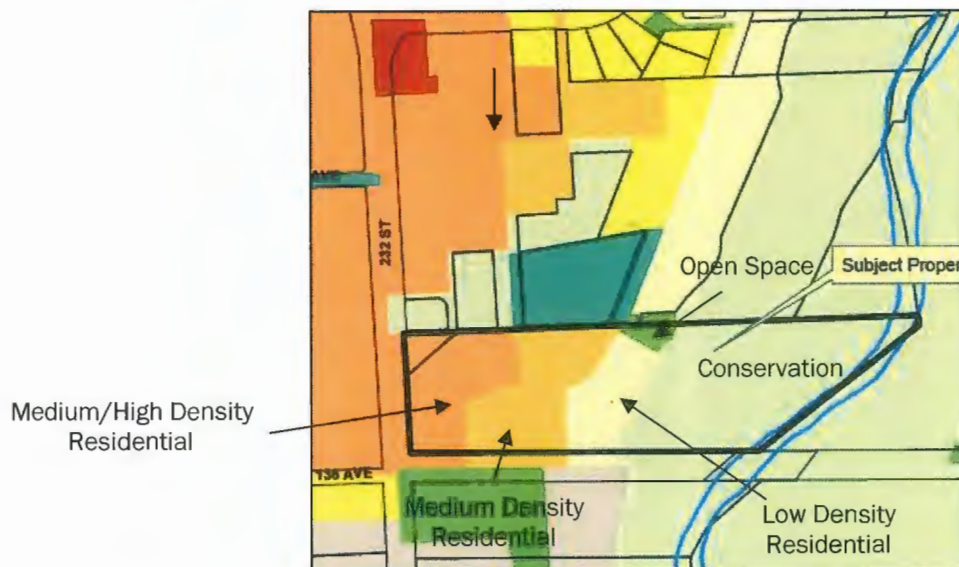 AVE
232 ST
Open Space
Subject Proper
Conservation
Medium/High Density
Residential
136 AVE
Medium Density
Residential
Low Density
Residential